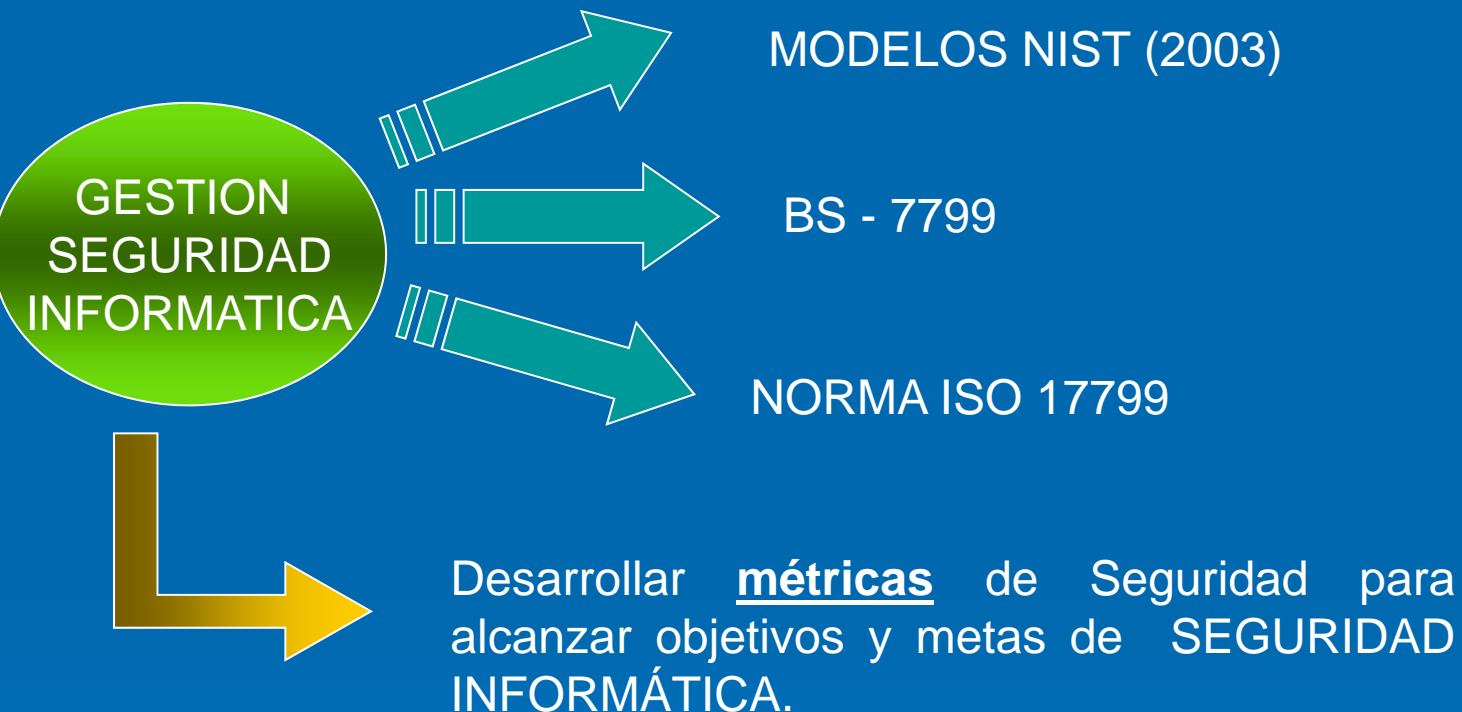 MODELOS NIST (2003)
GESTION
SEGURIDAD
INFORMATICA
BS - 7799
NORMA ISO 17799
Desarrollar métricas de Seguridad para
alcanzar objetivos y metas de SEGURIDAD
INFORMÁTICA.